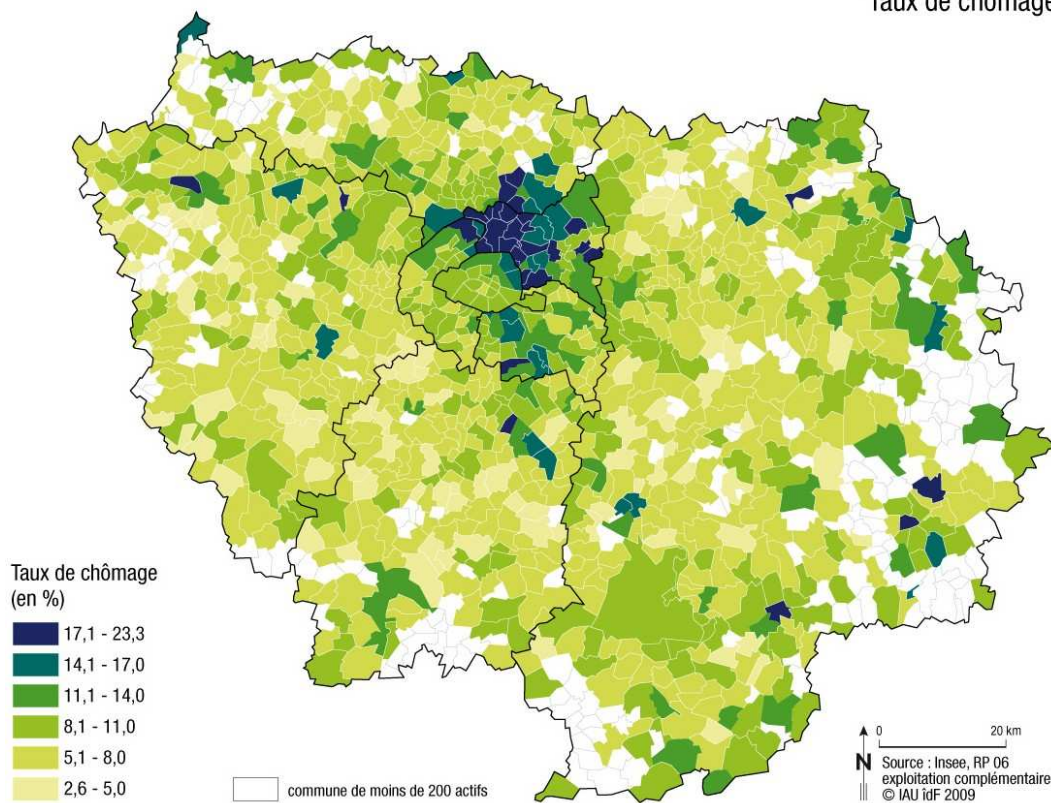 Taux de chômage
Taux de chômage
(en %)
17,1 - 23,3
14,1 - 17,0
11,1 - 14,0
8,1 - 11,0
5,1 - 8,0
2,6 - 5,0
commune de moins de 200 actifs
0 20 km
N
Source : Insee, RP 06
exploitation complémentaire
© IAU îdF 2009